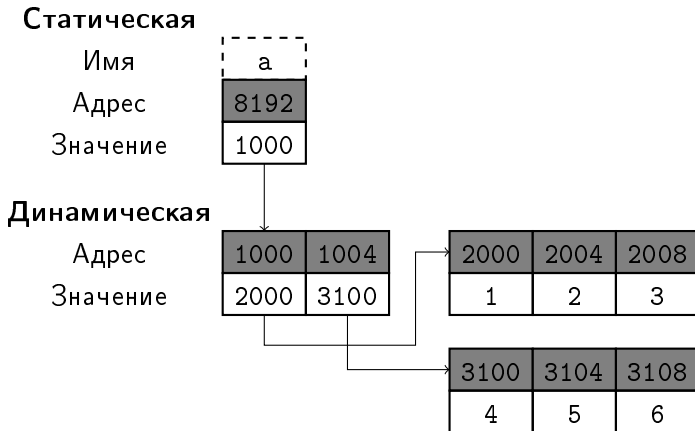 Статическая
Имя a
Адрес 8192
Значение 1000
Динамическая
Адрес 1000 1004 2000 2004 2008
Значение 2000 3100 1 2 3
3100 3104 3108
4 5 6